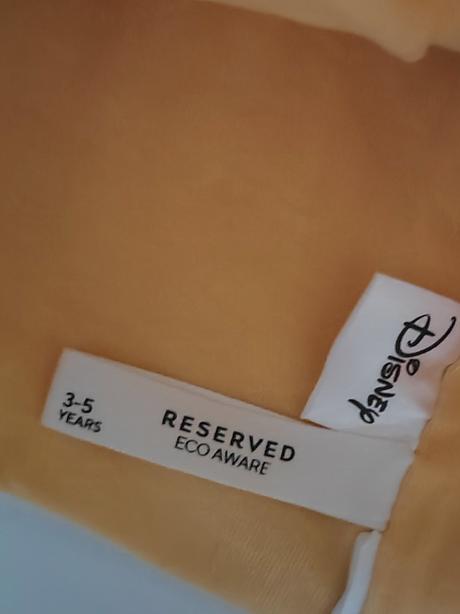 3-5
YEARS
RESERVED
ECO AWARE
Disney